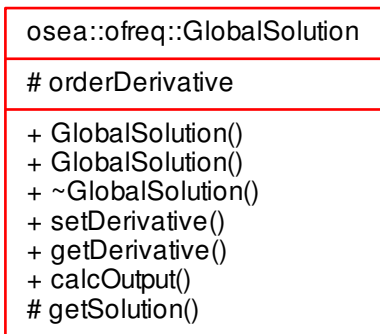 osea::ofreq::GlobalSolution
# orderDerivative
+ GlobalSolution()
+ GlobalSolution()
+ ~GlobalSolution()
+ setDerivative()
+ getDerivative()
+ calcOutput()
# getSolution()